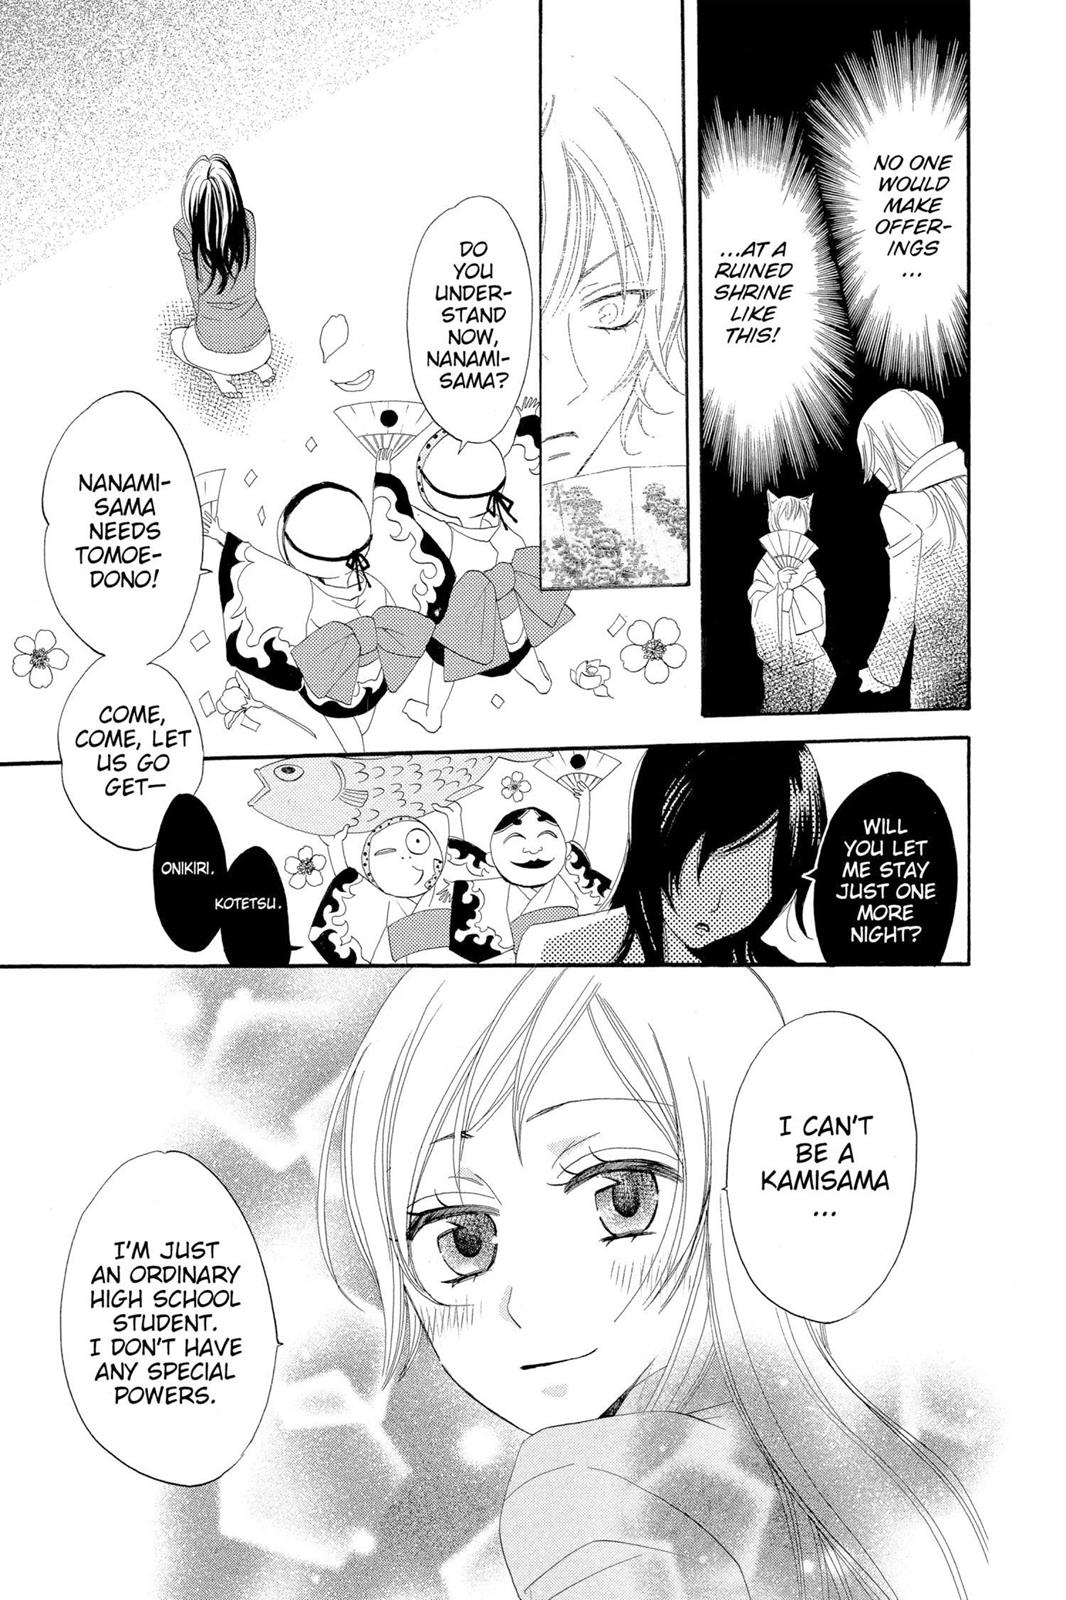 NO ONE
WOULD
MAKE
OFFER-
INGS
...
...AT A
RUINED
SHRINE
LIKE
THIS!
DO
YOU
UNDER-
STAND
NOW,
NANAMI-
SAMA?
NANAMI-
SAMA
NEEDS
TOMOE-
DONO!
COME,
COME, LET
US GO
GET—
WILL
YOU LET
ME STAY
JUST ONE
MORE
NIGHT?
KOTETSU.
ONIKIRI.
I CAN'T
BE A
KAMISAMA
...
I'M JUST
AN ORDINARY
HIGH SCHOOL
STUDENT.
I DON'T HAVE
ANY SPECIAL
POWERS.